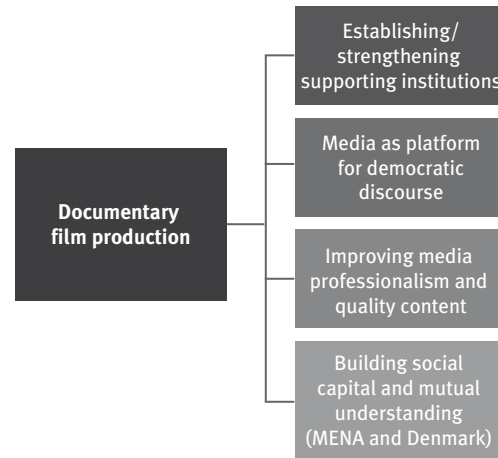 Documentary
film production
Establishing/
strengthening
supporting institutions
Media as platform
for democratic
discourse
Improving media
professionalism and
quality content
Building social
capital and mutual
understanding
(MENA and Denmark)